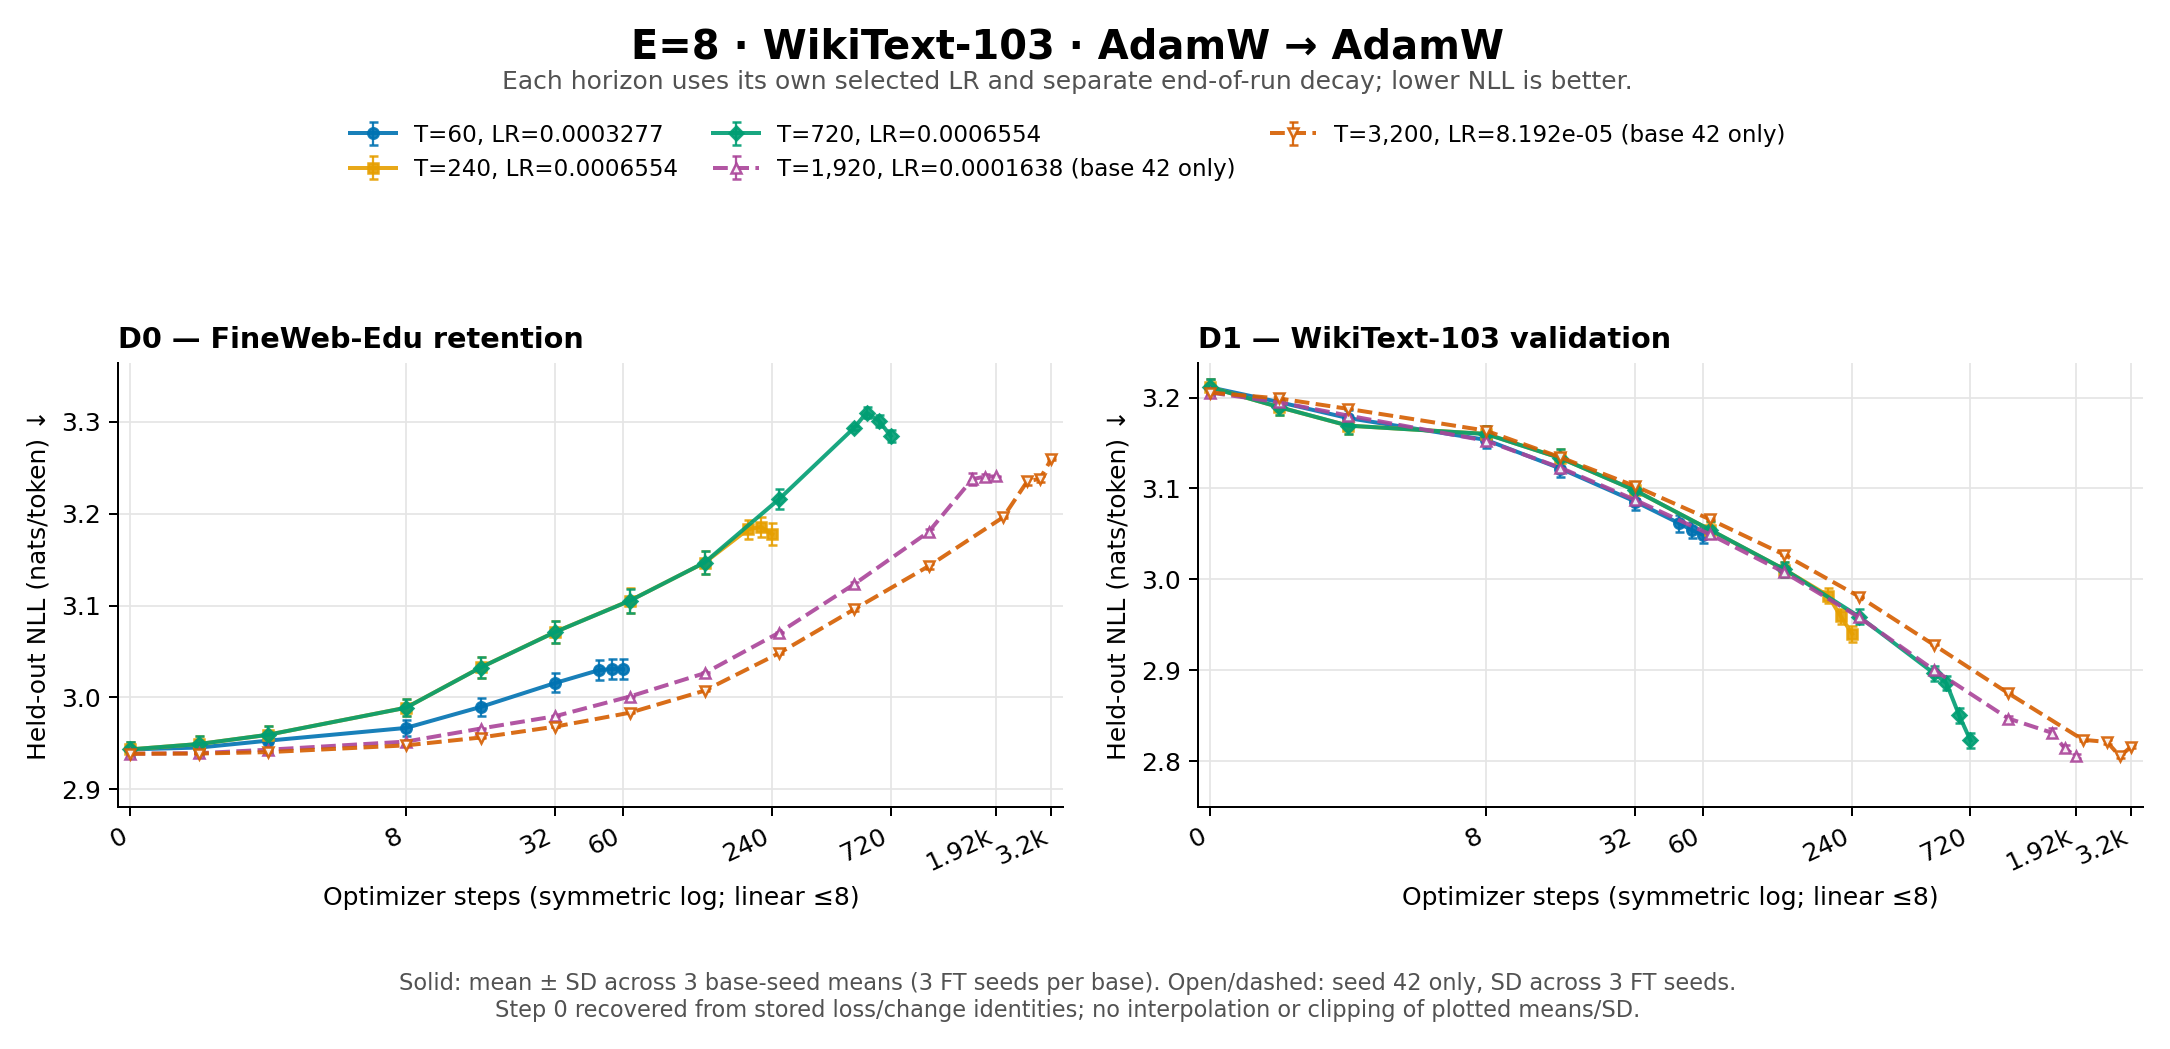 E=8 · WikiText-103 · AdamW → AdamW
Each horizon uses its own selected LR and separate end-of-run decay; lower NLL is better.
T=60, LR=0.0003277
T=240, LR=0.0006554
T=720, LR=0.0006554
T=1,920, LR=0.0001638 (base 42 only)
T=3,200, LR=8.192e-05 (base 42 only)
D0 — FineWeb-Edu retention
Held-out NLL (nats/token) ↓
3.3
3.2
3.1
3.0
2.9
0
8
32
60
240
720
1.92k
3.2k
Optimizer steps (symmetric log; linear ≤8)
D1 — WikiText-103 validation
Held-out NLL (nats/token) ↓
3.2
3.1
3.0
2.9
2.8
0
8
32
60
240
720
1.92k
3.2k
Optimizer steps (symmetric log; linear ≤8)
Solid: mean ± SD across 3 base-seed means (3 FT seeds per base). Open/dashed: seed 42 only, SD across 3 FT seeds.
Step 0 recovered from stored loss/change identities; no interpolation or clipping of plotted means/SD.